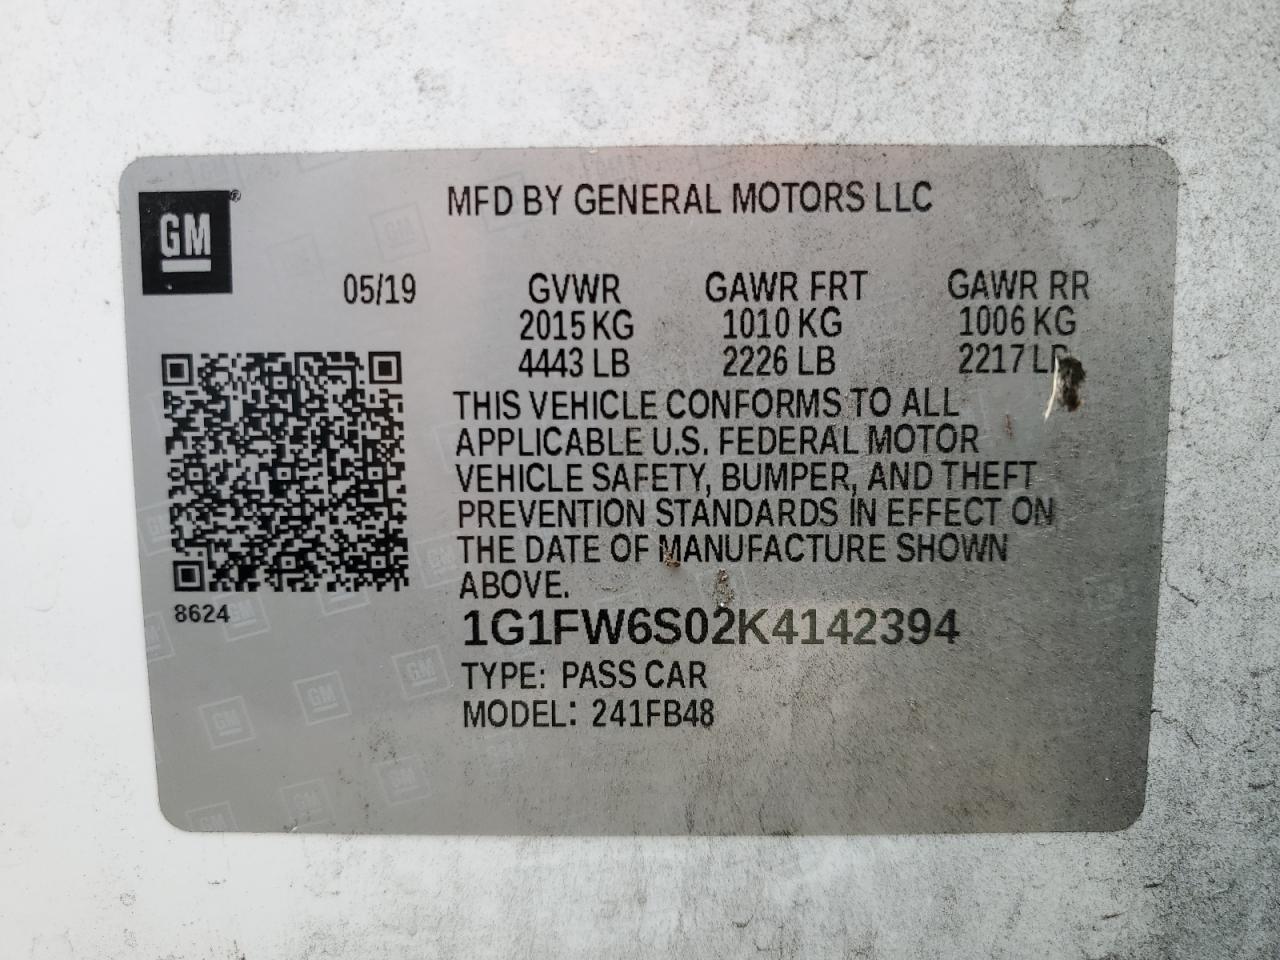 GM
MFD BY GENERAL MOTORS LLC
05/19
GVWR GAWR FRT GAWR RR
2015 KG 1010 KG 1006 KG
4443 LB 2226 LB 2217 LB
THIS VEHICLE CONFORMS TO ALL
APPLICABLE U.S. FEDERAL MOTOR
VEHICLE SAFETY, BUMPER, AND THEFT
PREVENTION STANDARDS IN EFFECT ON
THE DATE OF MANUFACTURE SHOWN
ABOVE.
8624
1G1FW6S02K4142394
TYPE: PASS CAR
MODEL: 241FB48